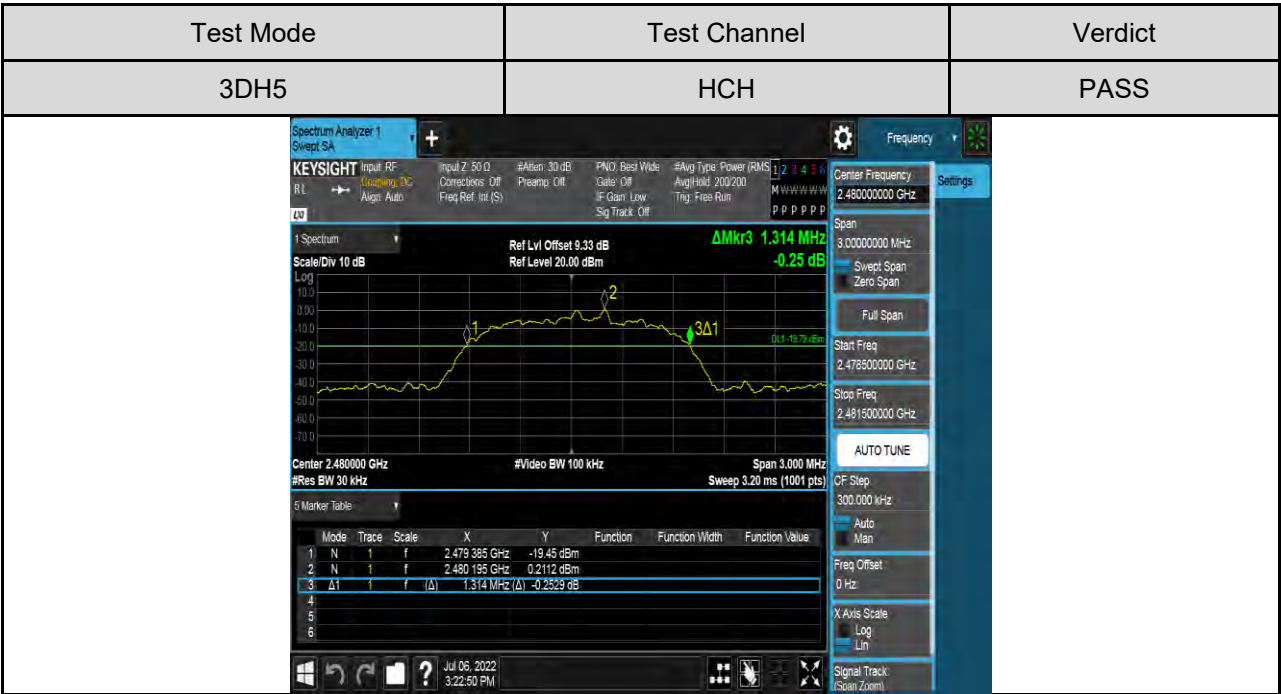 Test Mode Test Channel Verdict
3DH5 HCH PASS
Spectrum Analyzer 1
Swept SA
+
Frequency
KEYSIGHT Input: RF Input Z: 50 Ω #Atten: 30 dB PNO: Best Wide #Avg Type: Power (RMS 1 2 3 4 5 6
RL Coupling: DC Corrections: Off Preamp: Off Gate: Off Avg|Hold: 200/200 M W W W W W
Align: Auto Freq Ref: Int (S) IF Gain: Low Trig: Free Run
Sig Track: Off P P P P P P
Settings
1 Spectrum
Ref Lvl Offset 9.33 dB ΔMkr3 1.314 MHz
Scale/Div 10 dB Ref Level 20.00 dBm -0.25 dB
Log
10.0
0.00
-10.0
-20.0
-30.0
-40.0
-50.0
-60.0
-70.0
1
2
3Δ1
DL1 -19.79 dBm
Center 2.480000 GHz #Video BW 100 kHz Span 3.000 MHz
#Res BW 30 kHz Sweep 3.20 ms (1001 pts)
5 Marker Table
Mode Trace Scale X Y Function Function Width Function Value
1 N 1 f 2.479 385 GHz -19.45 dBm
2 N 1 f 2.480 195 GHz 0.2112 dBm
3 Δ1 1 f (Δ) 1.314 MHz (Δ) -0.2529 dB
4
5
6
Center Frequency
2.480000000 GHz
Span
3.00000000 MHz
Swept Span
Zero Span
Full Span
Start Freq
2.478500000 GHz
Stop Freq
2.481500000 GHz
AUTO TUNE
CF Step
300.000 kHz
Auto
Man
Freq Offset
0 Hz
X Axis Scale
Log
Lin
Signal Track
(Span Zoom)
?
Jul 06, 2022
3:22:50 PM